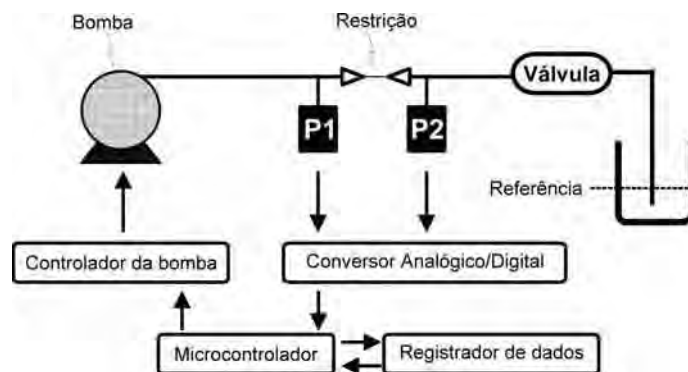 Bomba
Restrição
Válvula
P1
P2
Referência
Controlador da bomba
Conversor Analógico/Digital
Microcontrolador
Registrador de dados